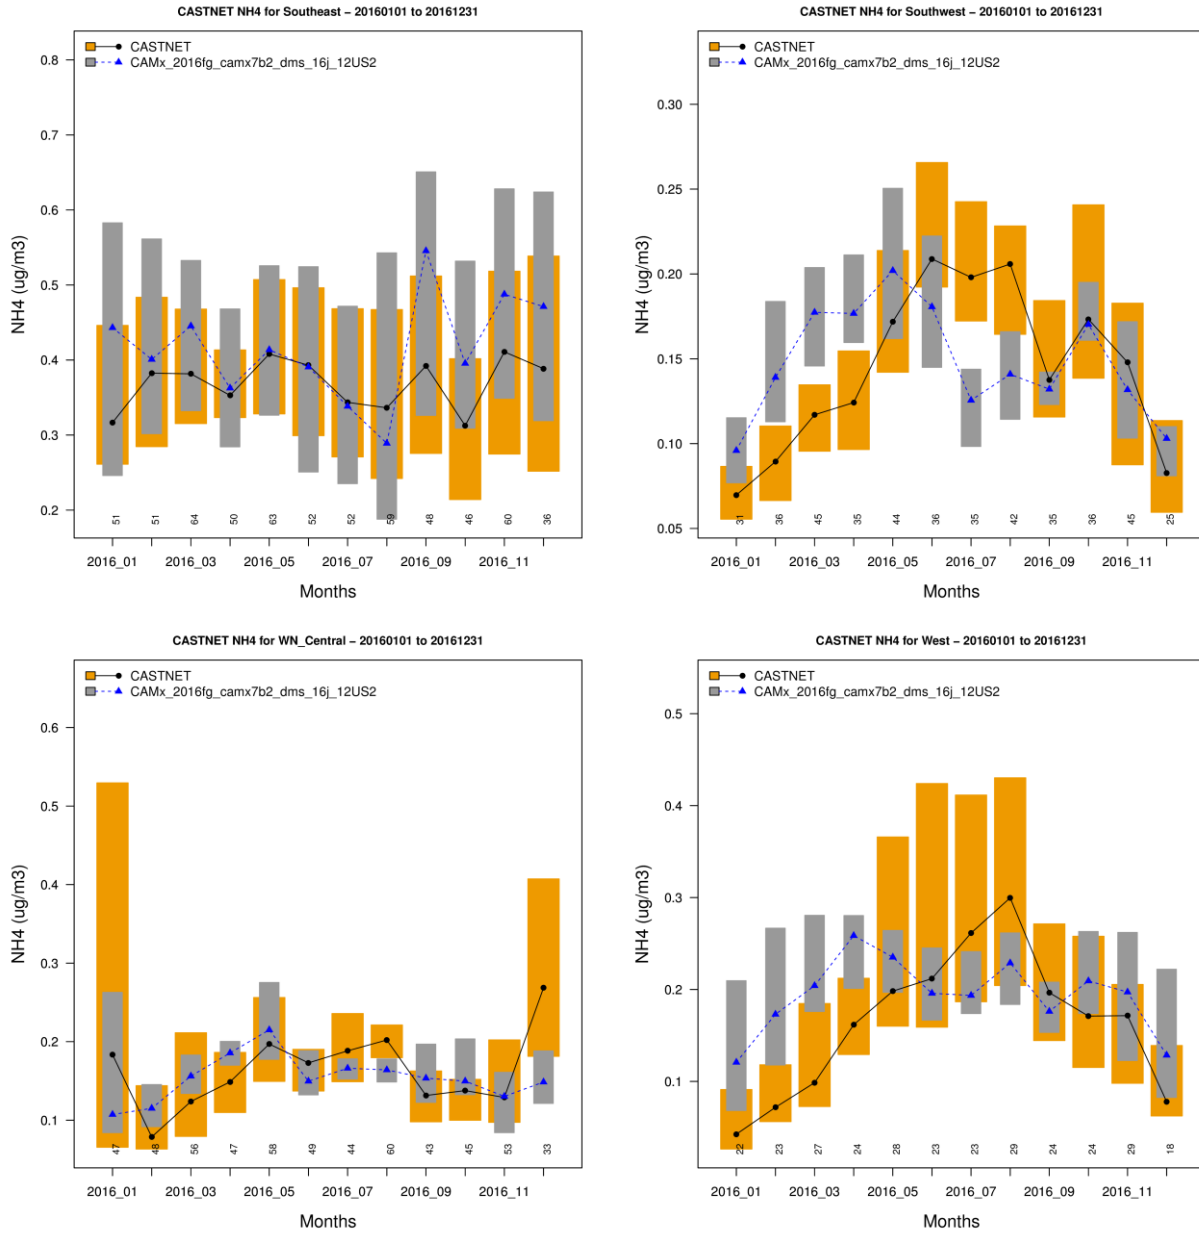 CASTNET NH4 for Southeast − 20160101 to 20161231
CASTNET
CAMx_2016fg_camx7b2_dms_16j_12US2
NH4 (ug/m3)
0.8
0.7
0.6
0.5
0.4
0.3
0.2
51 51 64 50 63 52 52 59 48 46 60 36
2016_01 2016_03 2016_05 2016_07 2016_09 2016_11
Months
CASTNET NH4 for Southwest − 20160101 to 20161231
CASTNET
CAMx_2016fg_camx7b2_dms_16j_12US2
NH4 (ug/m3)
0.30
0.25
0.20
0.15
0.10
0.05
31 36 45 35 44 36 35 42 35 36 45 25
2016_01 2016_03 2016_05 2016_07 2016_09 2016_11
Months
CASTNET NH4 for WN_Central − 20160101 to 20161231
CASTNET
CAMx_2016fg_camx7b2_dms_16j_12US2
NH4 (ug/m3)
0.6
0.5
0.4
0.3
0.2
0.1
47 48 56 47 58 49 44 60 43 45 53 33
2016_01 2016_03 2016_05 2016_07 2016_09 2016_11
Months
CASTNET NH4 for West − 20160101 to 20161231
CASTNET
CAMx_2016fg_camx7b2_dms_16j_12US2
NH4 (ug/m3)
0.5
0.4
0.3
0.2
0.1
22 23 27 24 28 23 23 29 24 24 29 18
2016_01 2016_03 2016_05 2016_07 2016_09 2016_11
Months